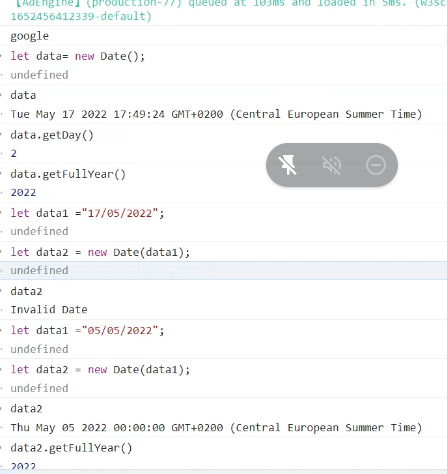 【AdEngine】(production-77) queued at 103ms and loaded in 5ms. (w3sc
1652456412339-default)
google
let data= new Date();
undefined
data
Tue May 17 2022 17:49:24 GMT+0200 (Central European Summer Time)
data.getDay()
2
data.getFullYear()
2022
let data1 ="17/05/2022";
undefined
let data2 = new Date(data1);
undefined
data2
Invalid Date
let data1 ="05/05/2022";
undefined
let data2 = new Date(data1);
undefined
data2
Thu May 05 2022 00:00:00 GMT+0200 (Central European Summer Time)
data2.getFullYear()
2022